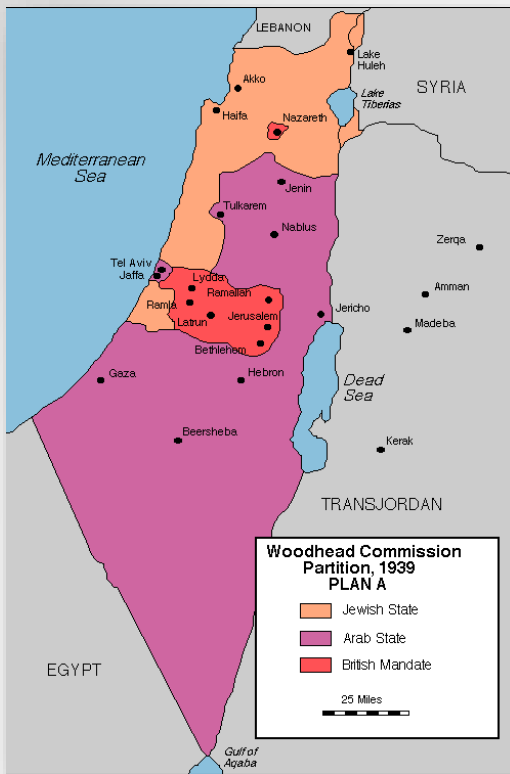 LEBANON
Lake
Huleh
SYRIA
Akko
Lake
Tiberias
Haifa
Nazareth
Mediterranean
Sea
Jenin
Tulkarem
Nablus
Zerqa
Tel Aviv
Jaffa
Lydda
Ramallah
Amman
Ramla
Jericho
Latrun
Jerusalem
Madeba
Bethlehem
Gaza
Hebron
Dead
Sea
Beersheba
Kerak
TRANSJORDAN
Woodhead Commission
Partition, 1939
PLAN A
Jewish State
Arab State
British Mandate
25 Miles
EGYPT
Gulf of
Aqaba